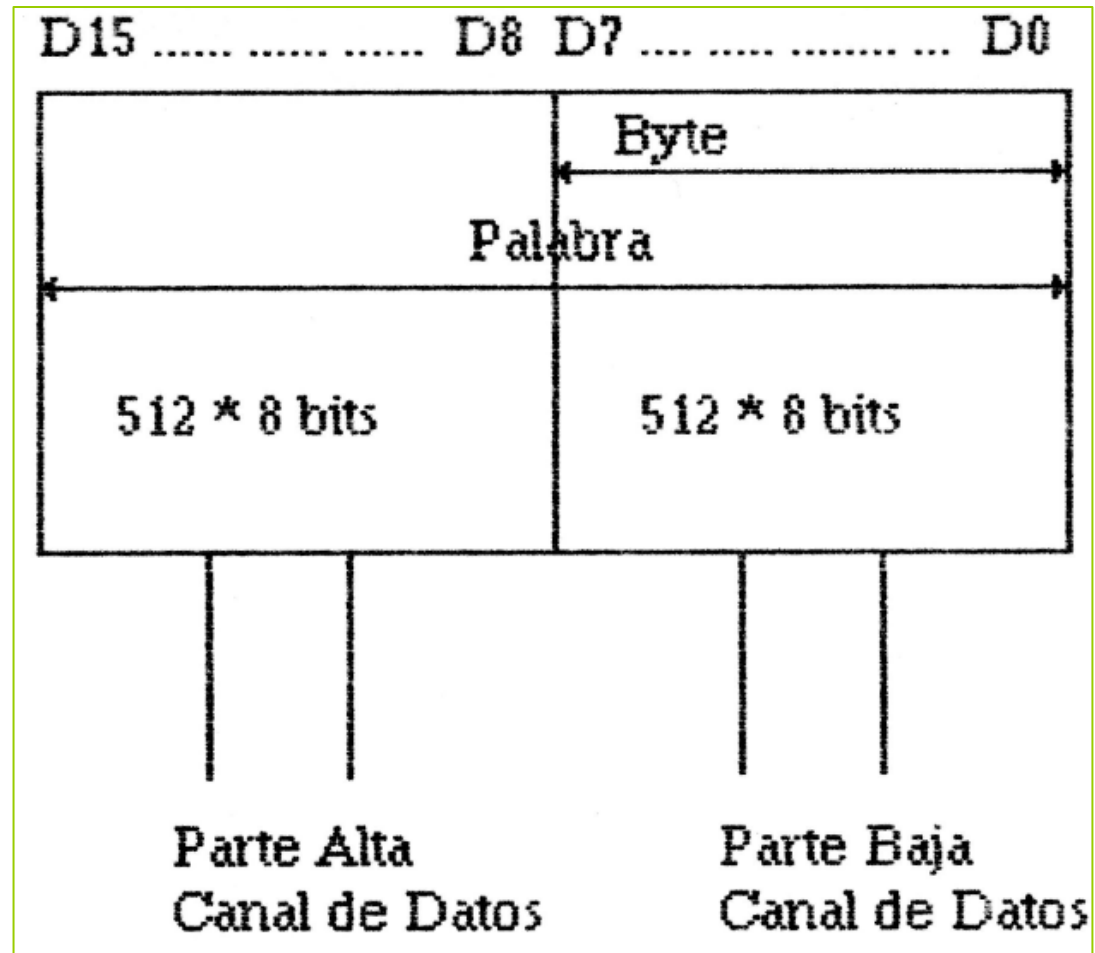 D15 ...... ...... ...... D8 D7 .... ..... ........ ... D0
Byte
Palabra
512 * 8 bits 512 * 8 bits
Parte Alta Parte Baja
Canal de Datos Canal de Datos